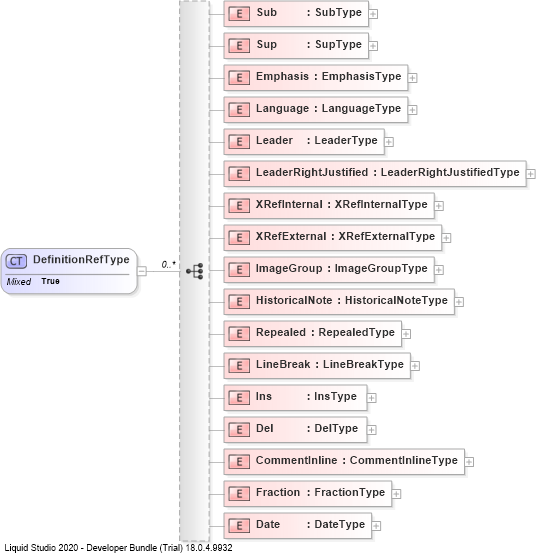 E Sub : SubType
E Sup : SupType
E Emphasis : EmphasisType
E Language : LanguageType
E Leader : LeaderType
E LeaderRightJustified : LeaderRightJustifiedType
E XRefInternal : XRefInternalType
E XRefExternal : XRefExternalType
CT DefinitionRefType
Mixed True
0..*
E ImageGroup : ImageGroupType
E HistoricalNote : HistoricalNoteType
E Repealed : RepealedType
E LineBreak : LineBreakType
E Ins : InsType
E Del : DelType
E CommentInline : CommentInlineType
E Fraction : FractionType
E Date : DateType
Liquid Studio 2020 - Developer Bundle (Trial) 18.0.4.9932